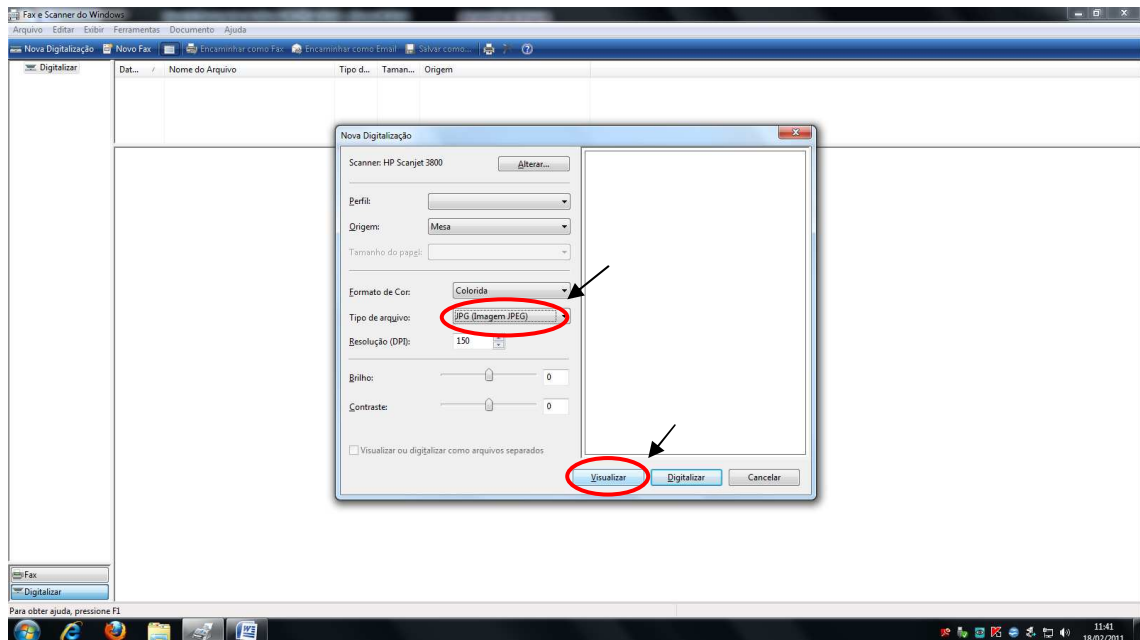 Fax e Scanner do Windows
Arquivo Editar Exibir Ferramentas Documento Ajuda
Nova Digitalização Novo Fax Encaminhar como Fax Encaminhar como Email Salvar como...
Digitalizar
Dat... Nome do Arquivo Tipo d... Taman... Origem
Nova Digitalização
Scanner: HP Scanjet 3800 Alterar...
Perfil:
Origem: Mesa
Tamanho do papel:
Formato de Cor: Colorida
Tipo de arquivo: JPG (Imagem JPEG)
Resolução (DPI): 150
Brilho: 0
Contraste: 0
Visualizar ou digitalizar como arquivos separados
Visualizar Digitalizar Cancelar
Fax
Digitalizar
Para obter ajuda, pressione F1
11:41
18/02/2011